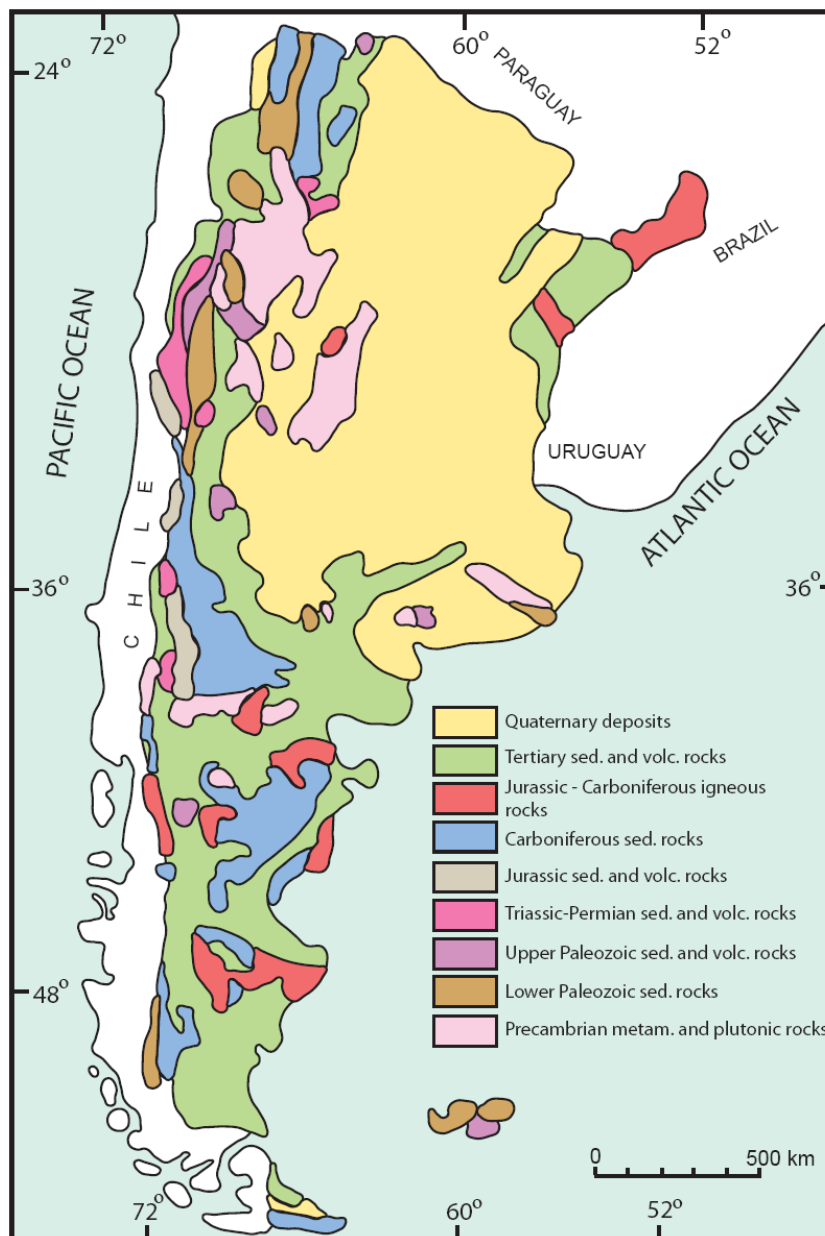 72° 60° 52°
24°
PARAGUAY
BRAZIL
PACIFIC OCEAN
URUGUAY
ATLANTIC OCEAN
CHILE
36° 36°
Quaternary deposits
Tertiary sed. and volc. rocks
Jurassic - Carboniferous igneous
rocks
Carboniferous sed. rocks
Jurassic sed. and volc. rocks
Triassic-Permian sed. and volc. rocks
Upper Paleozoic sed. and volc. rocks
48°
Lower Paleozoic sed. rocks
Precambrian metam. and plutonic rocks
0 500 km
72° 60° 52°